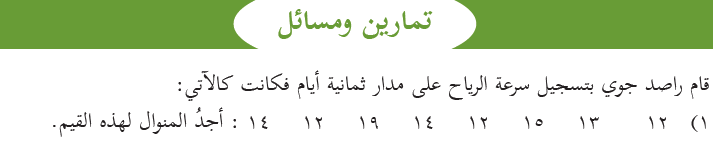 تمارين ومسائل
قام راصد جوي بتسجيل سرعة الرياح على مدار ثمانية أيام فكانت كالآتي:
١) ١٢ ١٣ ١٥ ١٢ ١٤ ١٩ ١٢ ١٤ : أجدُ المنوال لهذه القيم.